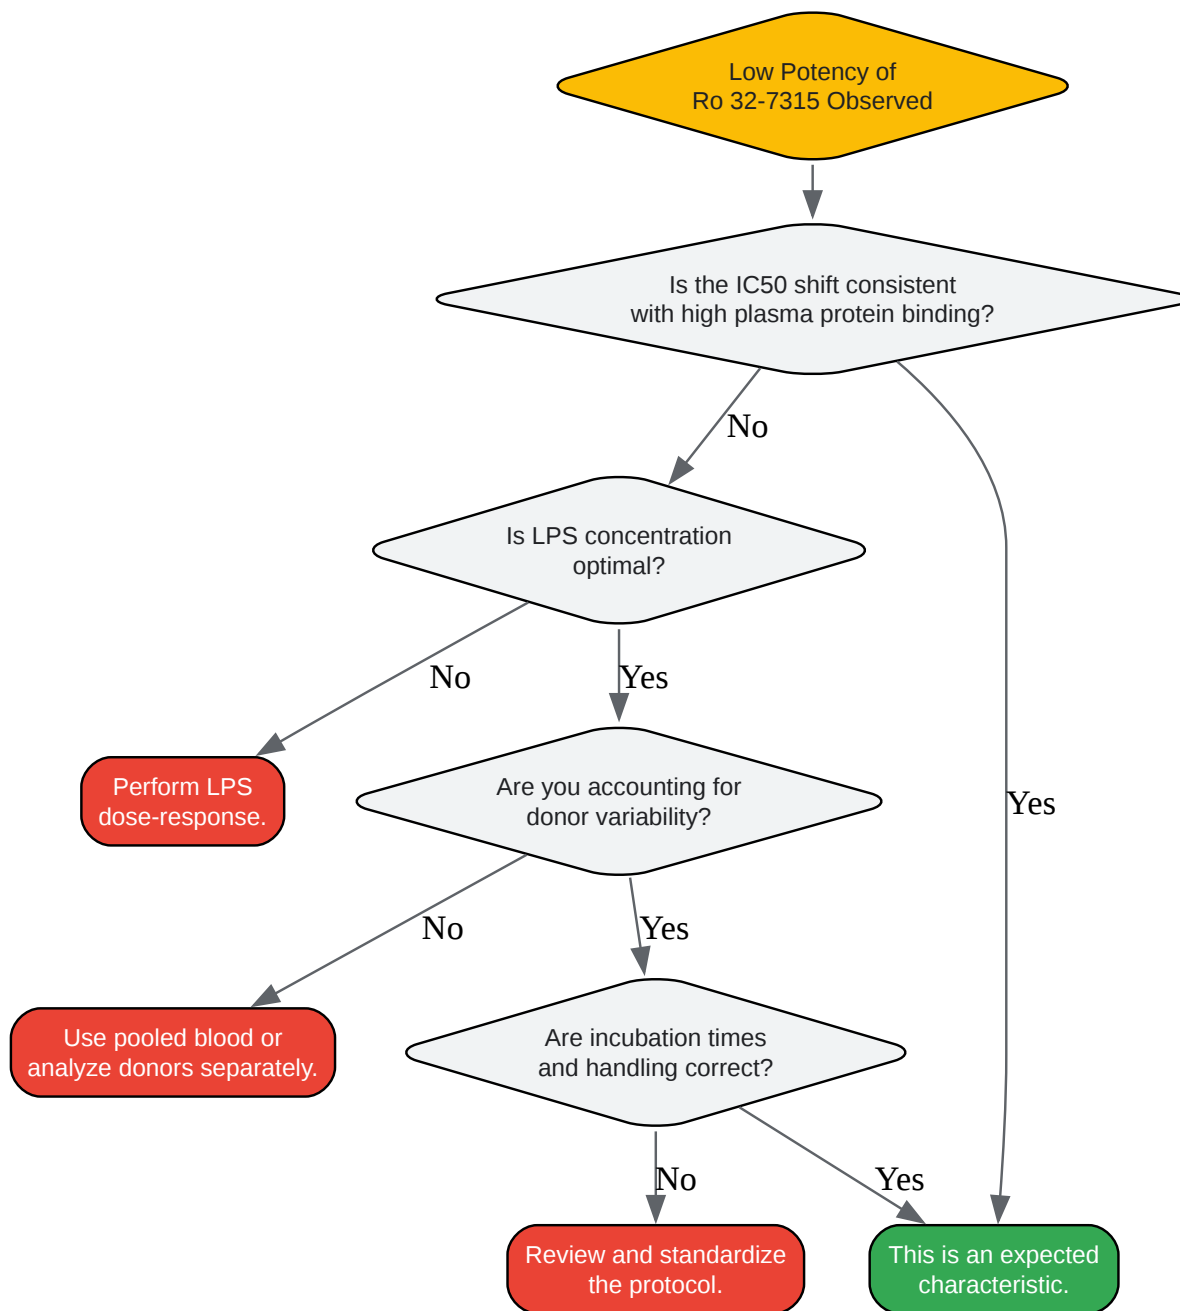 Low Potency of
Ro 32-7315 Observed
Is the IC50 shift consistent
with high plasma protein binding?
No
Is LPS concentration
optimal?
No
Yes
Perform LPS
dose-response.
Are you accounting for
donor variability?
Yes
No
Yes
Use pooled blood or
analyze donors separately.
Are incubation times
and handling correct?
No
Yes
Review and standardize
the protocol.
This is an expected
characteristic.